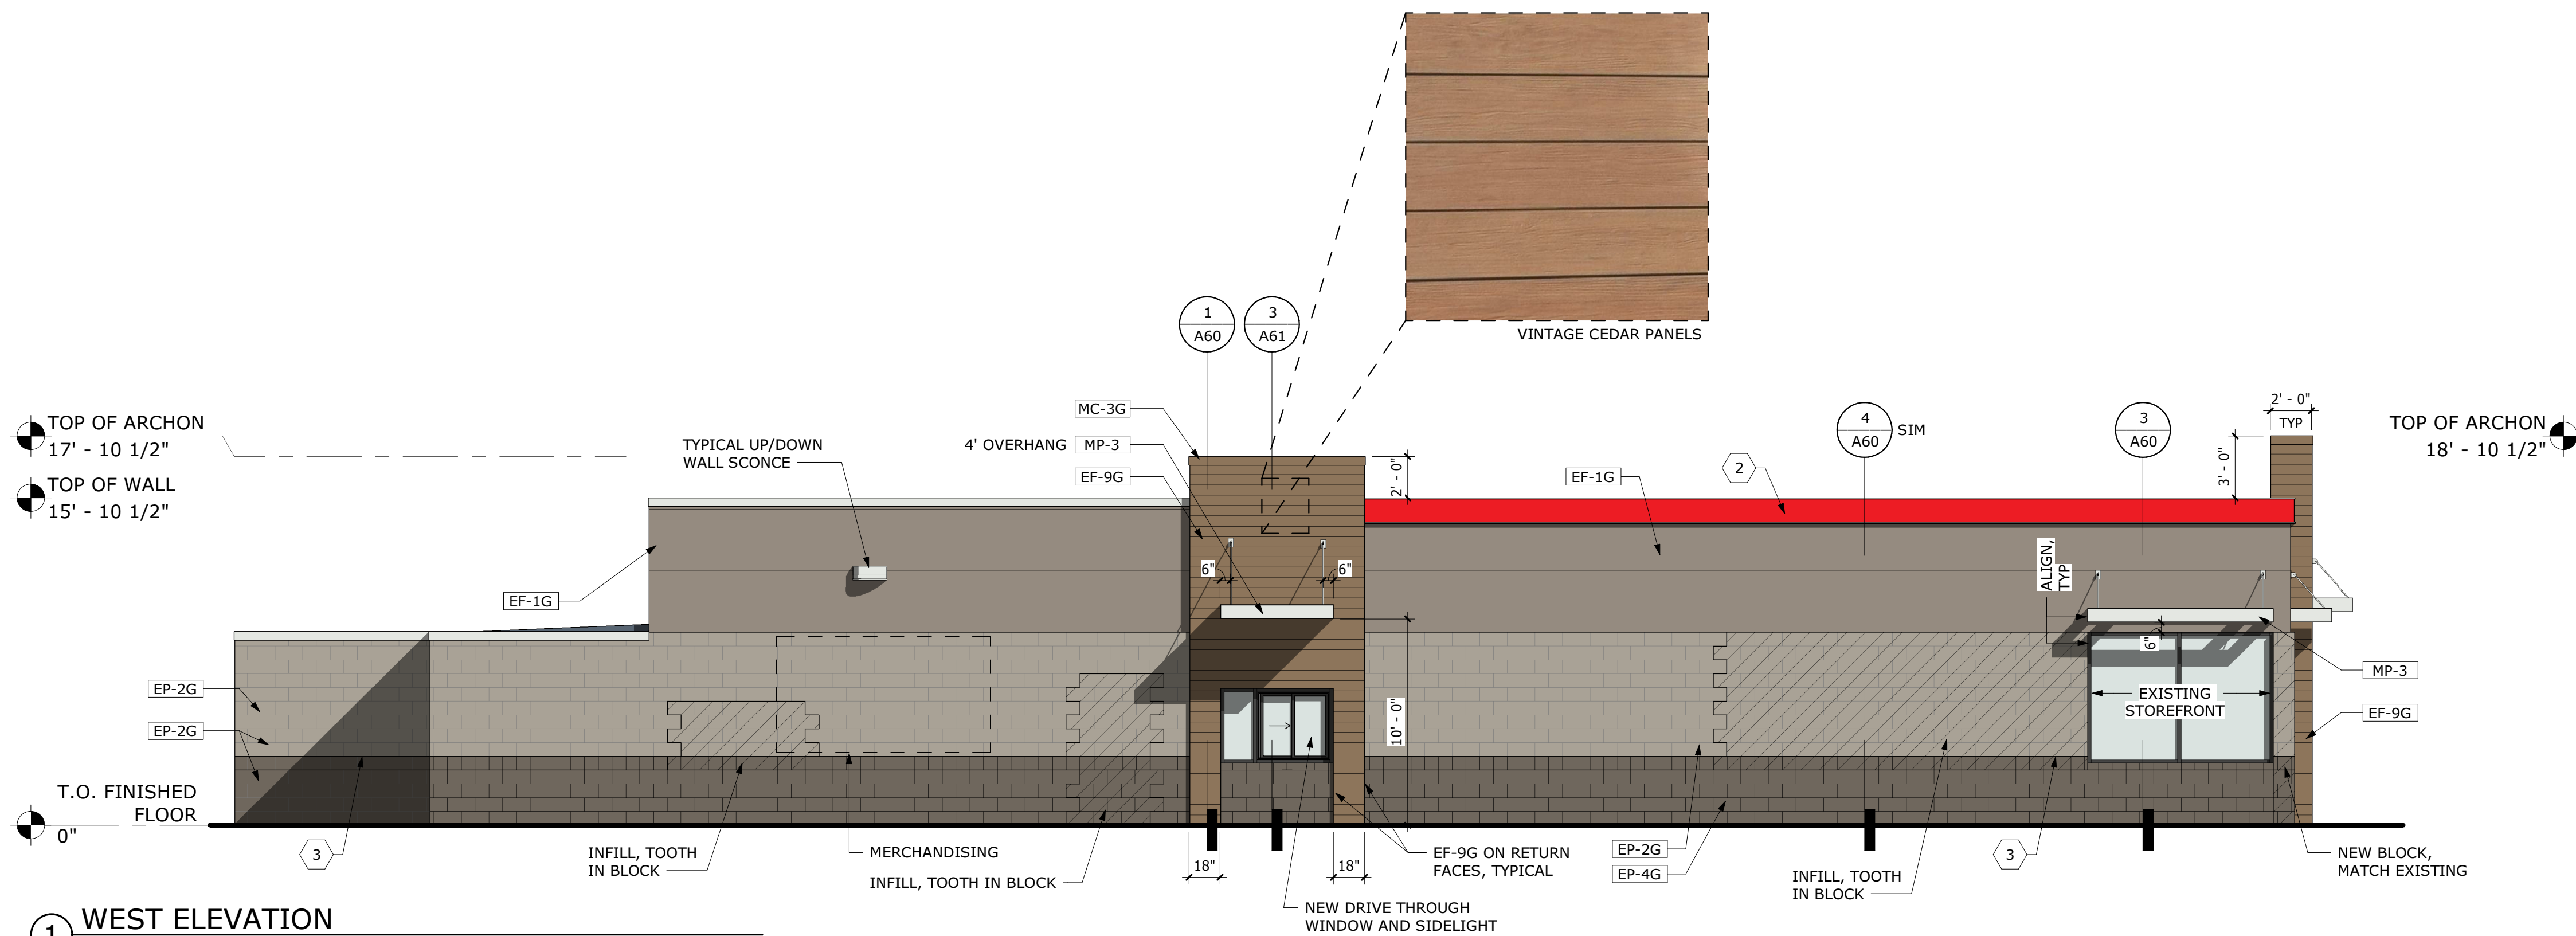 VINTAGE CEDAR PANELS
1
A60
3
A61
TOP OF ARCHON
17' - 10 1/2"
TOP OF WALL
15' - 10 1/2"
T.O. FINISHED
FLOOR
0"
TYPICAL UP/DOWN
WALL SCONCE
MC-3G
4' OVERHANG
MP-3
EF-9G
2' - 0"
EF-1G
2
4
A60
SIM
3
A60
2' - 0"
TYP
3' - 0"
TOP OF ARCHON
18' - 10 1/2"
EF-1G
6"
6"
ALIGN,
TYP
6"
EP-2G
EP-2G
10' - 0"
EXISTING
STOREFRONT
MP-3
EF-9G
3
INFILL, TOOTH
IN BLOCK
MERCHANDISING
INFILL, TOOTH IN BLOCK
18"
18"
EF-9G ON RETURN
FACES, TYPICAL
NEW DRIVE THROUGH
WINDOW AND SIDELIGHT
EP-2G
EP-4G
INFILL, TOOTH
IN BLOCK
3
NEW BLOCK,
MATCH EXISTING
1
WEST ELEVATION